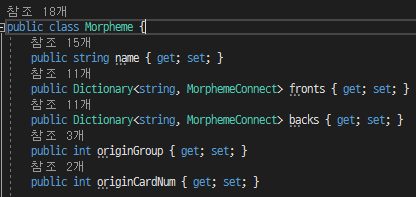 참조 18개
public class Morpheme {
참조 15개
public string name { get; set; }
참조 11개
public Dictionary<string, MorphemeConnect> fronts { get; set; }
참조 11개
public Dictionary<string, MorphemeConnect> backs { get; set; }
참조 3개
public int originGroup { get; set; }
참조 2개
public int originCardNum { get; set; }